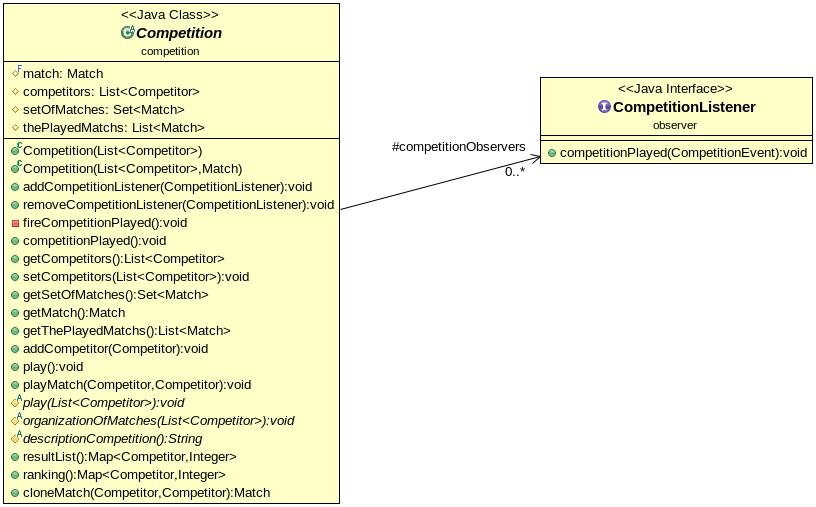 <<Java Class>>
Competition
competition
match: Match
competitors: List<Competitor>
setOfMatches: Set<Match>
thePlayedMatchs: List<Match>
Competition(List<Competitor>)
Competition(List<Competitor>,Match)
addCompetitionListener(CompetitionListener):void
removeCompetitionListener(CompetitionListener):void
fireCompetitionPlayed():void
competitionPlayed():void
getCompetitors():List<Competitor>
setCompetitors(List<Competitor>):void
getSetOfMatches():Set<Match>
getMatch():Match
getThePlayedMatchs():List<Match>
addCompetitor(Competitor):void
play():void
playMatch(Competitor,Competitor):void
play(List<Competitor>):void
organizationOfMatches(List<Competitor>):void
descriptionCompetition():String
resultList():Map<Competitor,Integer>
ranking():Map<Competitor,Integer>
cloneMatch(Competitor,Competitor):Match
#competitionObservers
0..*
<<Java Interface>>
CompetitionListener
observer
competitionPlayed(CompetitionEvent):void